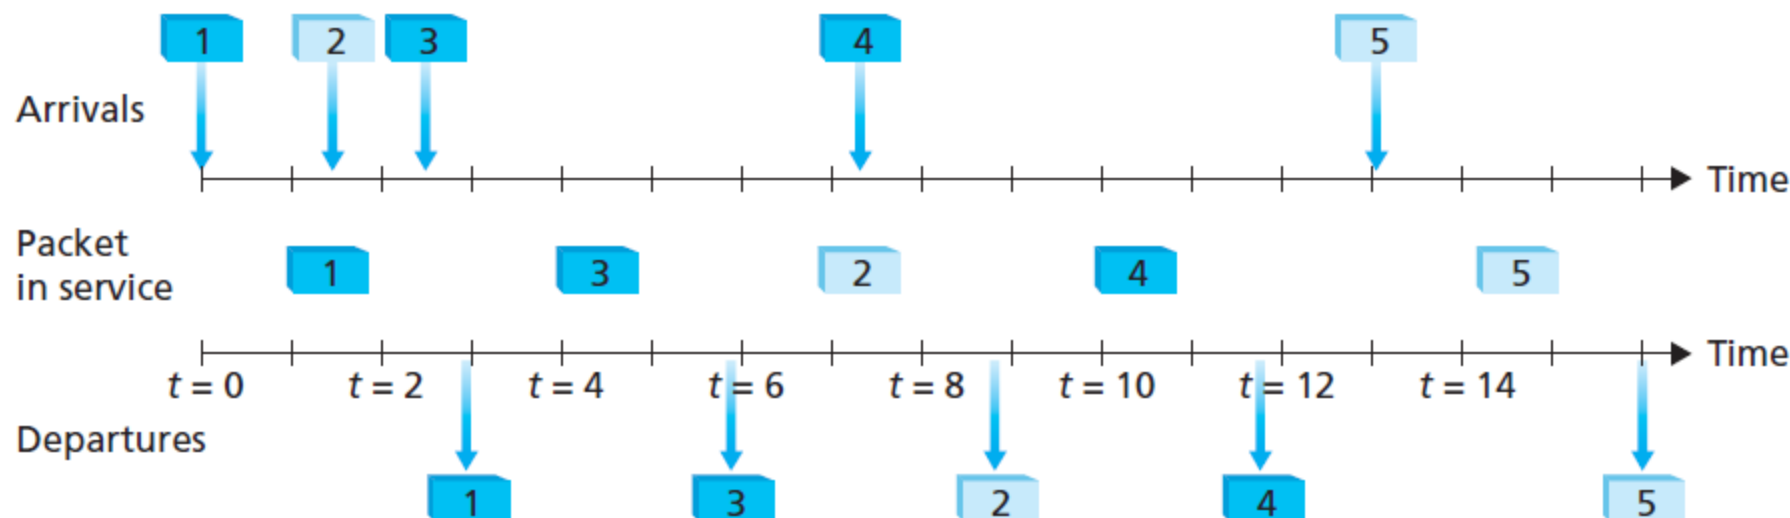 1 2 3 4 5
Arrivals
Time
Packet
in service
1 3 2 4 5
Time
t = 0 t = 2 t = 4 t = 6 t = 8 t = 10 t = 12 t = 14
Departures
1 3 2 4 5